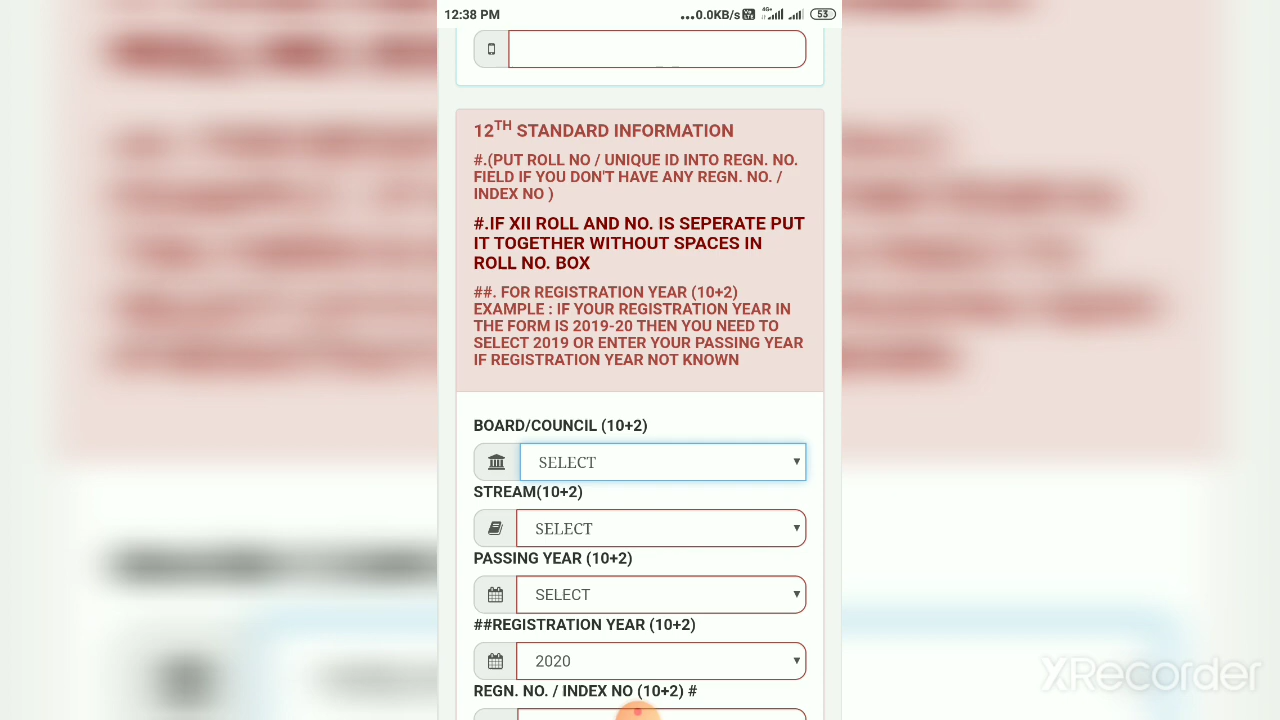 12:38 PM
...0.0KB/s
4G+
53
12TH STANDARD INFORMATION
#.(PUT ROLL NO / UNIQUE ID INTO REGN. NO.
FIELD IF YOU DON'T HAVE ANY REGN. NO. /
INDEX NO )
#.IF XII ROLL AND NO. IS SEPERATE PUT
IT TOGETHER WITHOUT SPACES IN
ROLL NO. BOX
##. FOR REGISTRATION YEAR (10+2)
EXAMPLE : IF YOUR REGISTRATION YEAR IN
THE FORM IS 2019-20 THEN YOU NEED TO
SELECT 2019 OR ENTER YOUR PASSING YEAR
IF REGISTRATION YEAR NOT KNOWN
BOARD/COUNCIL (10+2)
SELECT
STREAM(10+2)
SELECT
PASSING YEAR (10+2)
SELECT
##REGISTRATION YEAR (10+2)
2020
REGN. NO. / INDEX NO (10+2) #
XRecorder